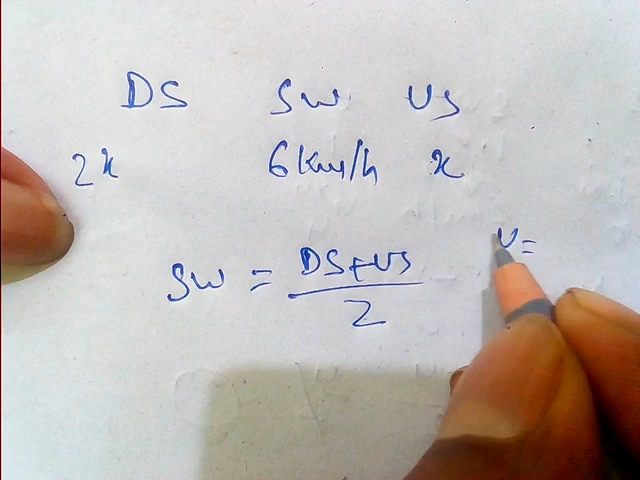 DS SW US
2x 6km/h x
SW = DS+US / 2
V =